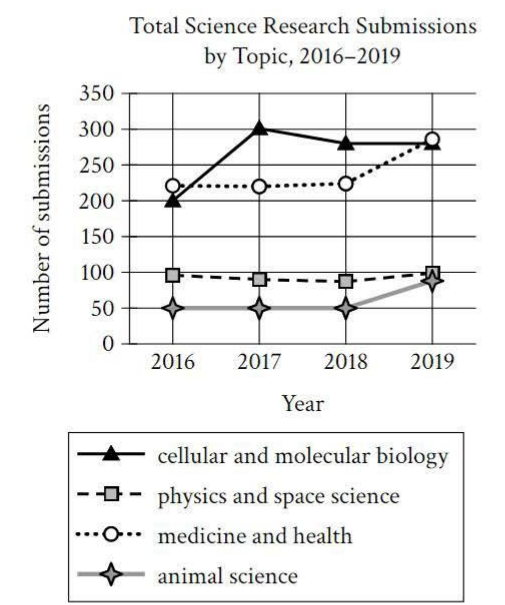 Total Science Research Submissions
by Topic, 2016–2019
Number of submissions
350
300
250
200
150
100
50
0
2016 2017 2018 2019
Year
cellular and molecular biology
physics and space science
medicine and health
animal science